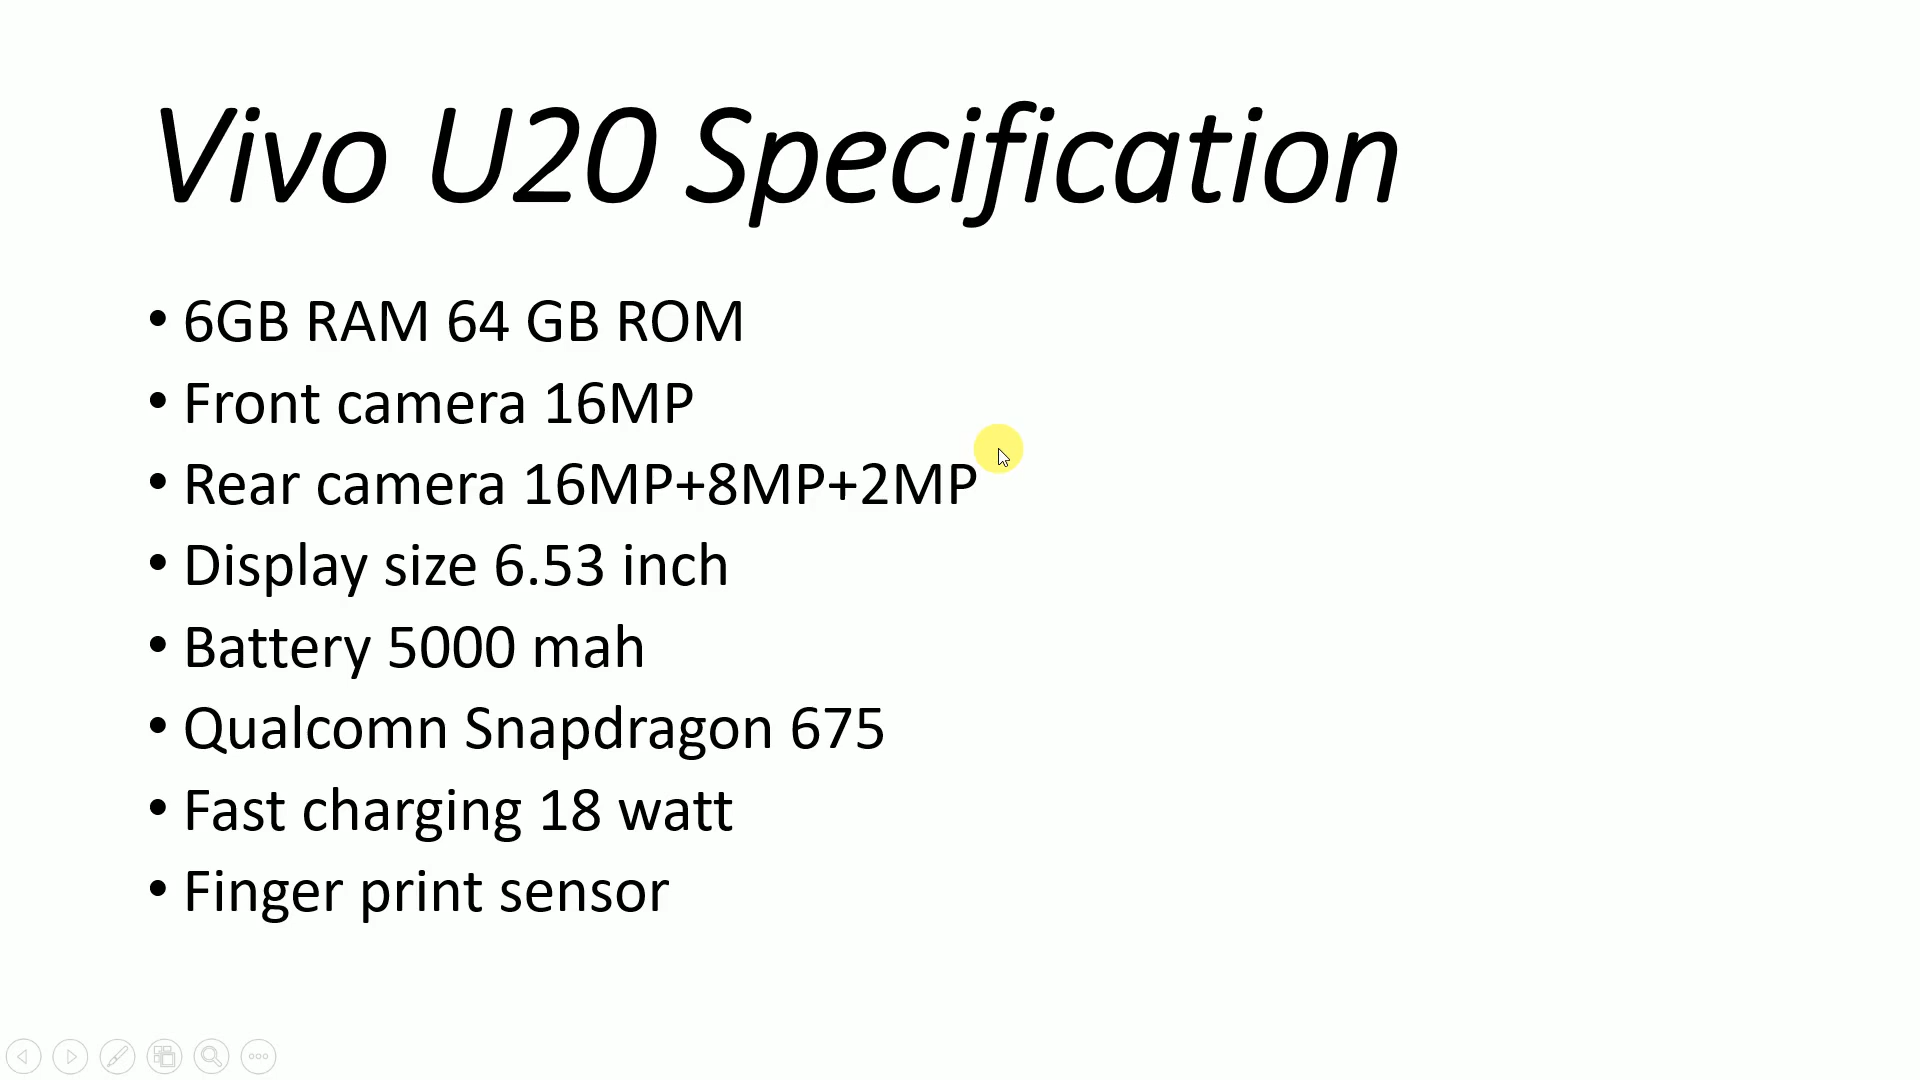 Vivo U20 Specification
• 6GB RAM 64 GB ROM
• Front camera 16MP
• Rear camera 16MP+8MP+2MP
• Display size 6.53 inch
• Battery 5000 mah
• Qualcomn Snapdragon 675
• Fast charging 18 watt
• Finger print sensor